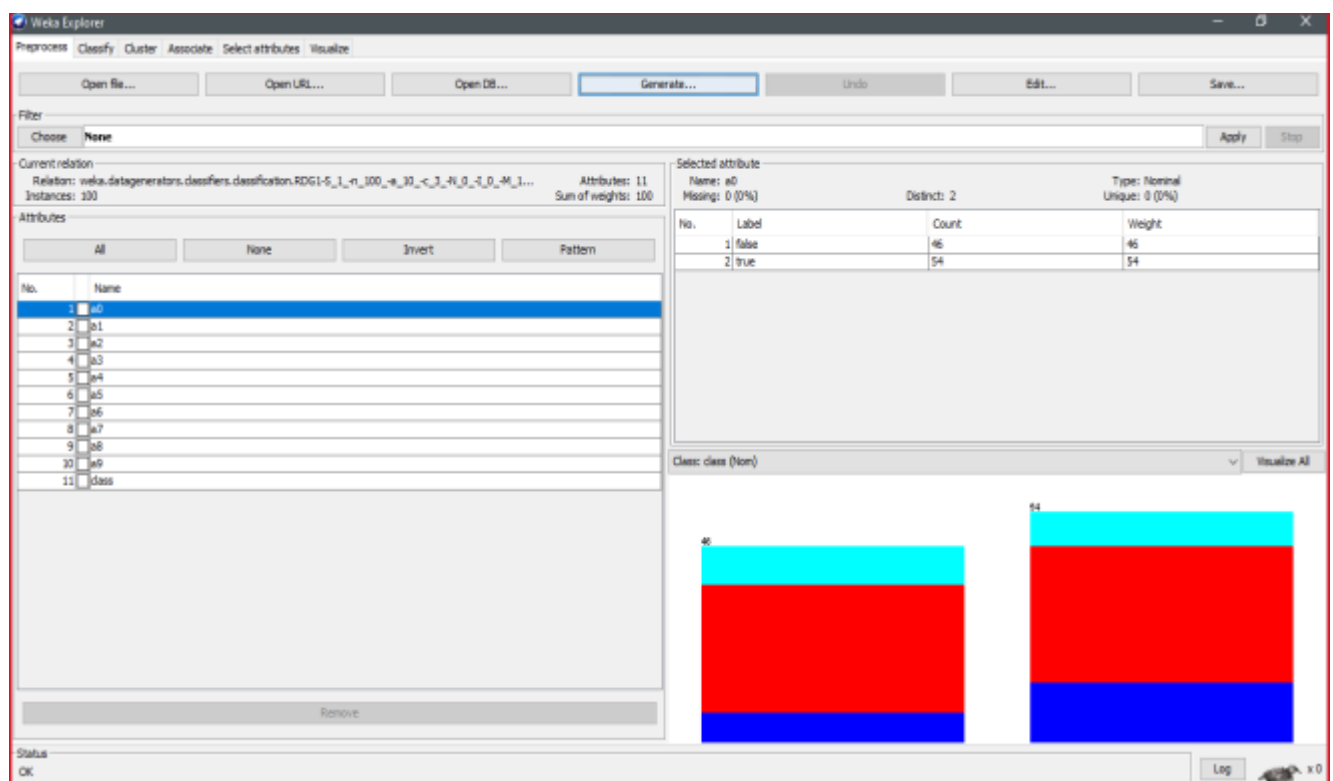 Weka Explorer
Preprocess Classify Cluster Associate Select attributes Visualize
Open file... Open URL... Open DB... Generate... Undo Edit... Save...
Filter
Choose None Apply Stop
Current relation
Relation: weka.datagenerators.classifiers.classification.RDG1-S_1_-n_100_-a_10_-c_3_-N_0_-I_0_-M_1... Attributes: 11
Instances: 100 Sum of weights: 100
Attributes
All None Invert Pattern
No. Name
1 a0
2 a1
3 a2
4 a3
5 a4
6 a5
7 a6
8 a7
9 a8
10 a9
11 class
Remove
Selected attribute
Name: a0 Type: Nominal
Missing: 0 (0%) Distinct: 2 Unique: 0 (0%)
No. Label Count Weight
1 false 46 46
2 true 54 54
Class: class (Nom) Visualize All
46
54
Status
OK
Log x 0